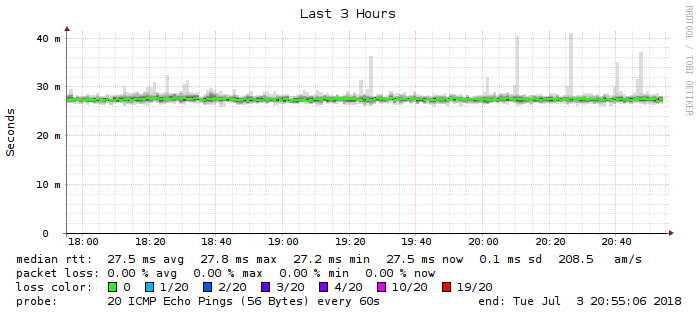 Last 3 Hours
RRDTOOL / TOBI OETIKER
Seconds
40 m
30 m
20 m
10 m
0
18:00 18:20 18:40 19:00 19:20 19:40 20:00 20:20 20:40
median rtt: 27.5 ms avg 27.8 ms max 27.2 ms min 27.5 ms now 0.1 ms sd 208.5 am/s
packet loss: 0.00 % avg 0.00 % max 0.00 % min 0.00 % now
loss color: 0 1/20 2/20 3/20 4/20 10/20 19/20
probe: 20 ICMP Echo Pings (56 Bytes) every 60s end: Tue Jul 3 20:55:06 2018